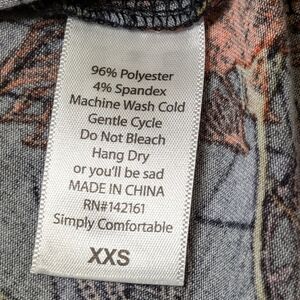 96% Polyester
4% Spandex
Machine Wash Cold
Gentle Cycle
Do Not Bleach
Hang Dry
or you'll be sad
MADE IN CHINA
RN#142161
Simply Comfortable
XXS